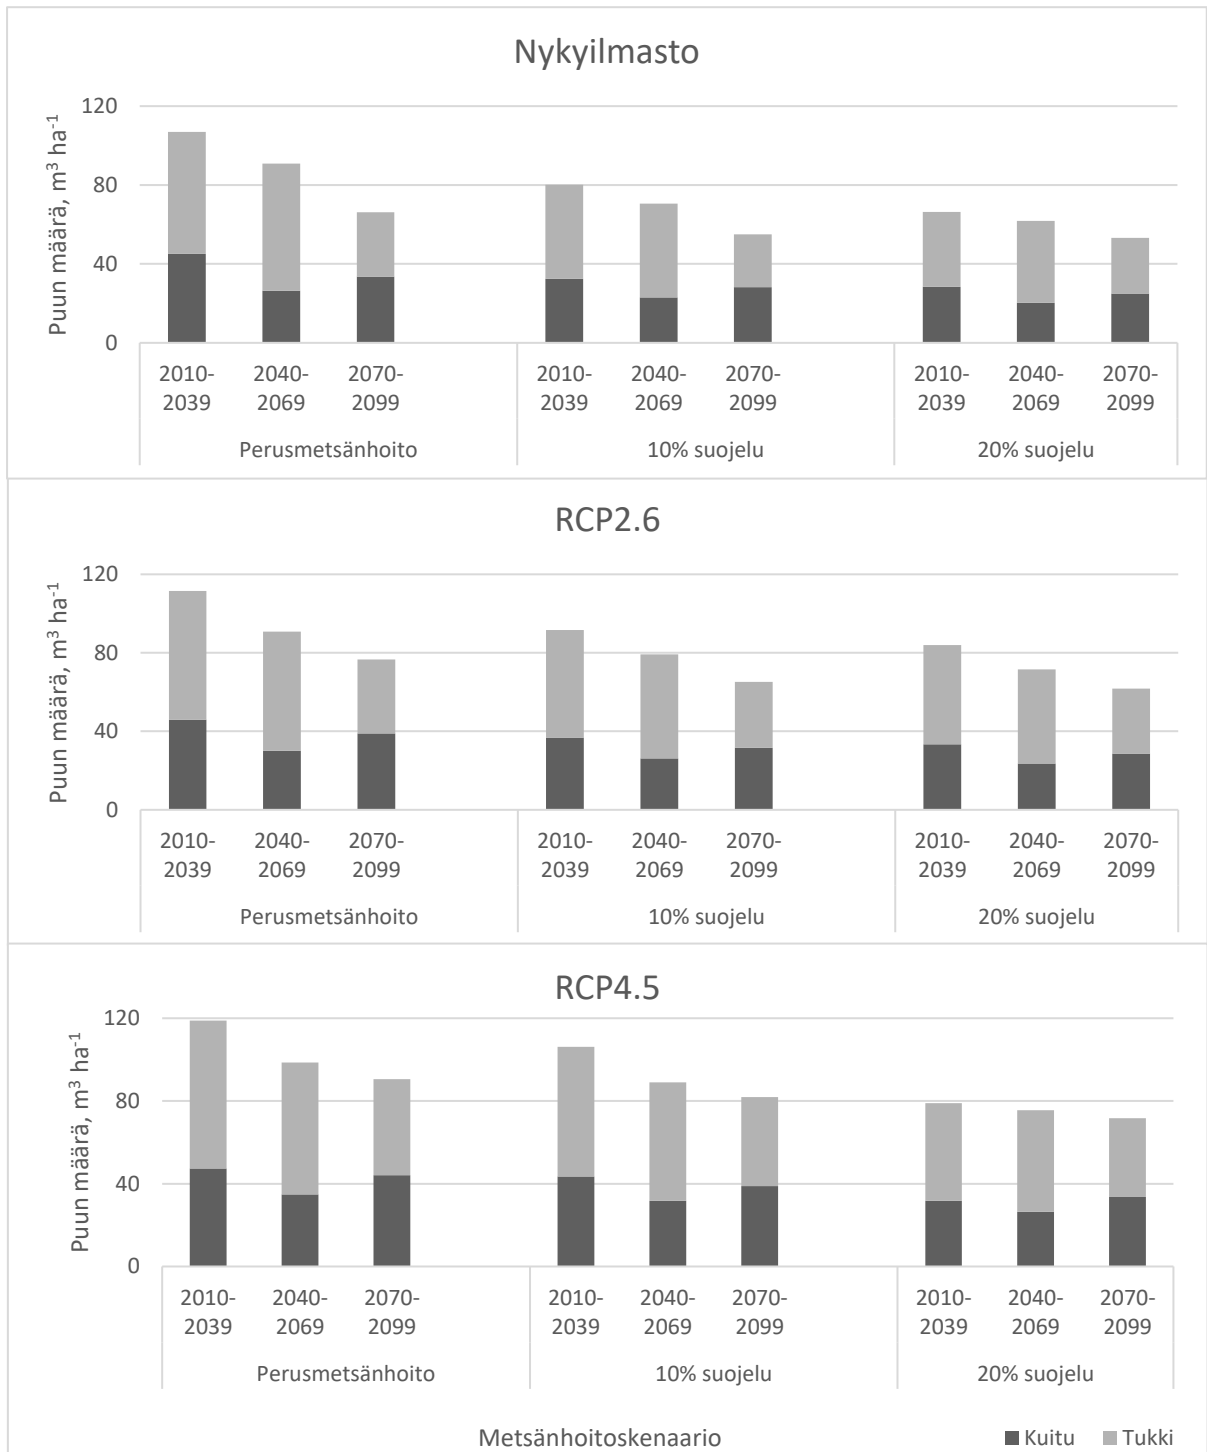 Nykyilmasto
Puun määrä, m³ ha⁻¹
120
80
40
0
2010-2039 2040-2069 2070-2099 2010-2039 2040-2069 2070-2099 2010-2039 2040-2069 2070-2099
Perusmetsänhoito 10% suojelu 20% suojelu
RCP2.6
Puun määrä, m³ ha⁻¹
120
80
40
0
2010-2039 2040-2069 2070-2099 2010-2039 2040-2069 2070-2099 2010-2039 2040-2069 2070-2099
Perusmetsänhoito 10% suojelu 20% suojelu
RCP4.5
Puun määrä, m³ ha⁻¹
120
80
40
0
2010-2039 2040-2069 2070-2099 2010-2039 2040-2069 2070-2099 2010-2039 2040-2069 2070-2099
Perusmetsänhoito 10% suojelu 20% suojelu
Metsänhoitoskenaario
Kuitu Tukki